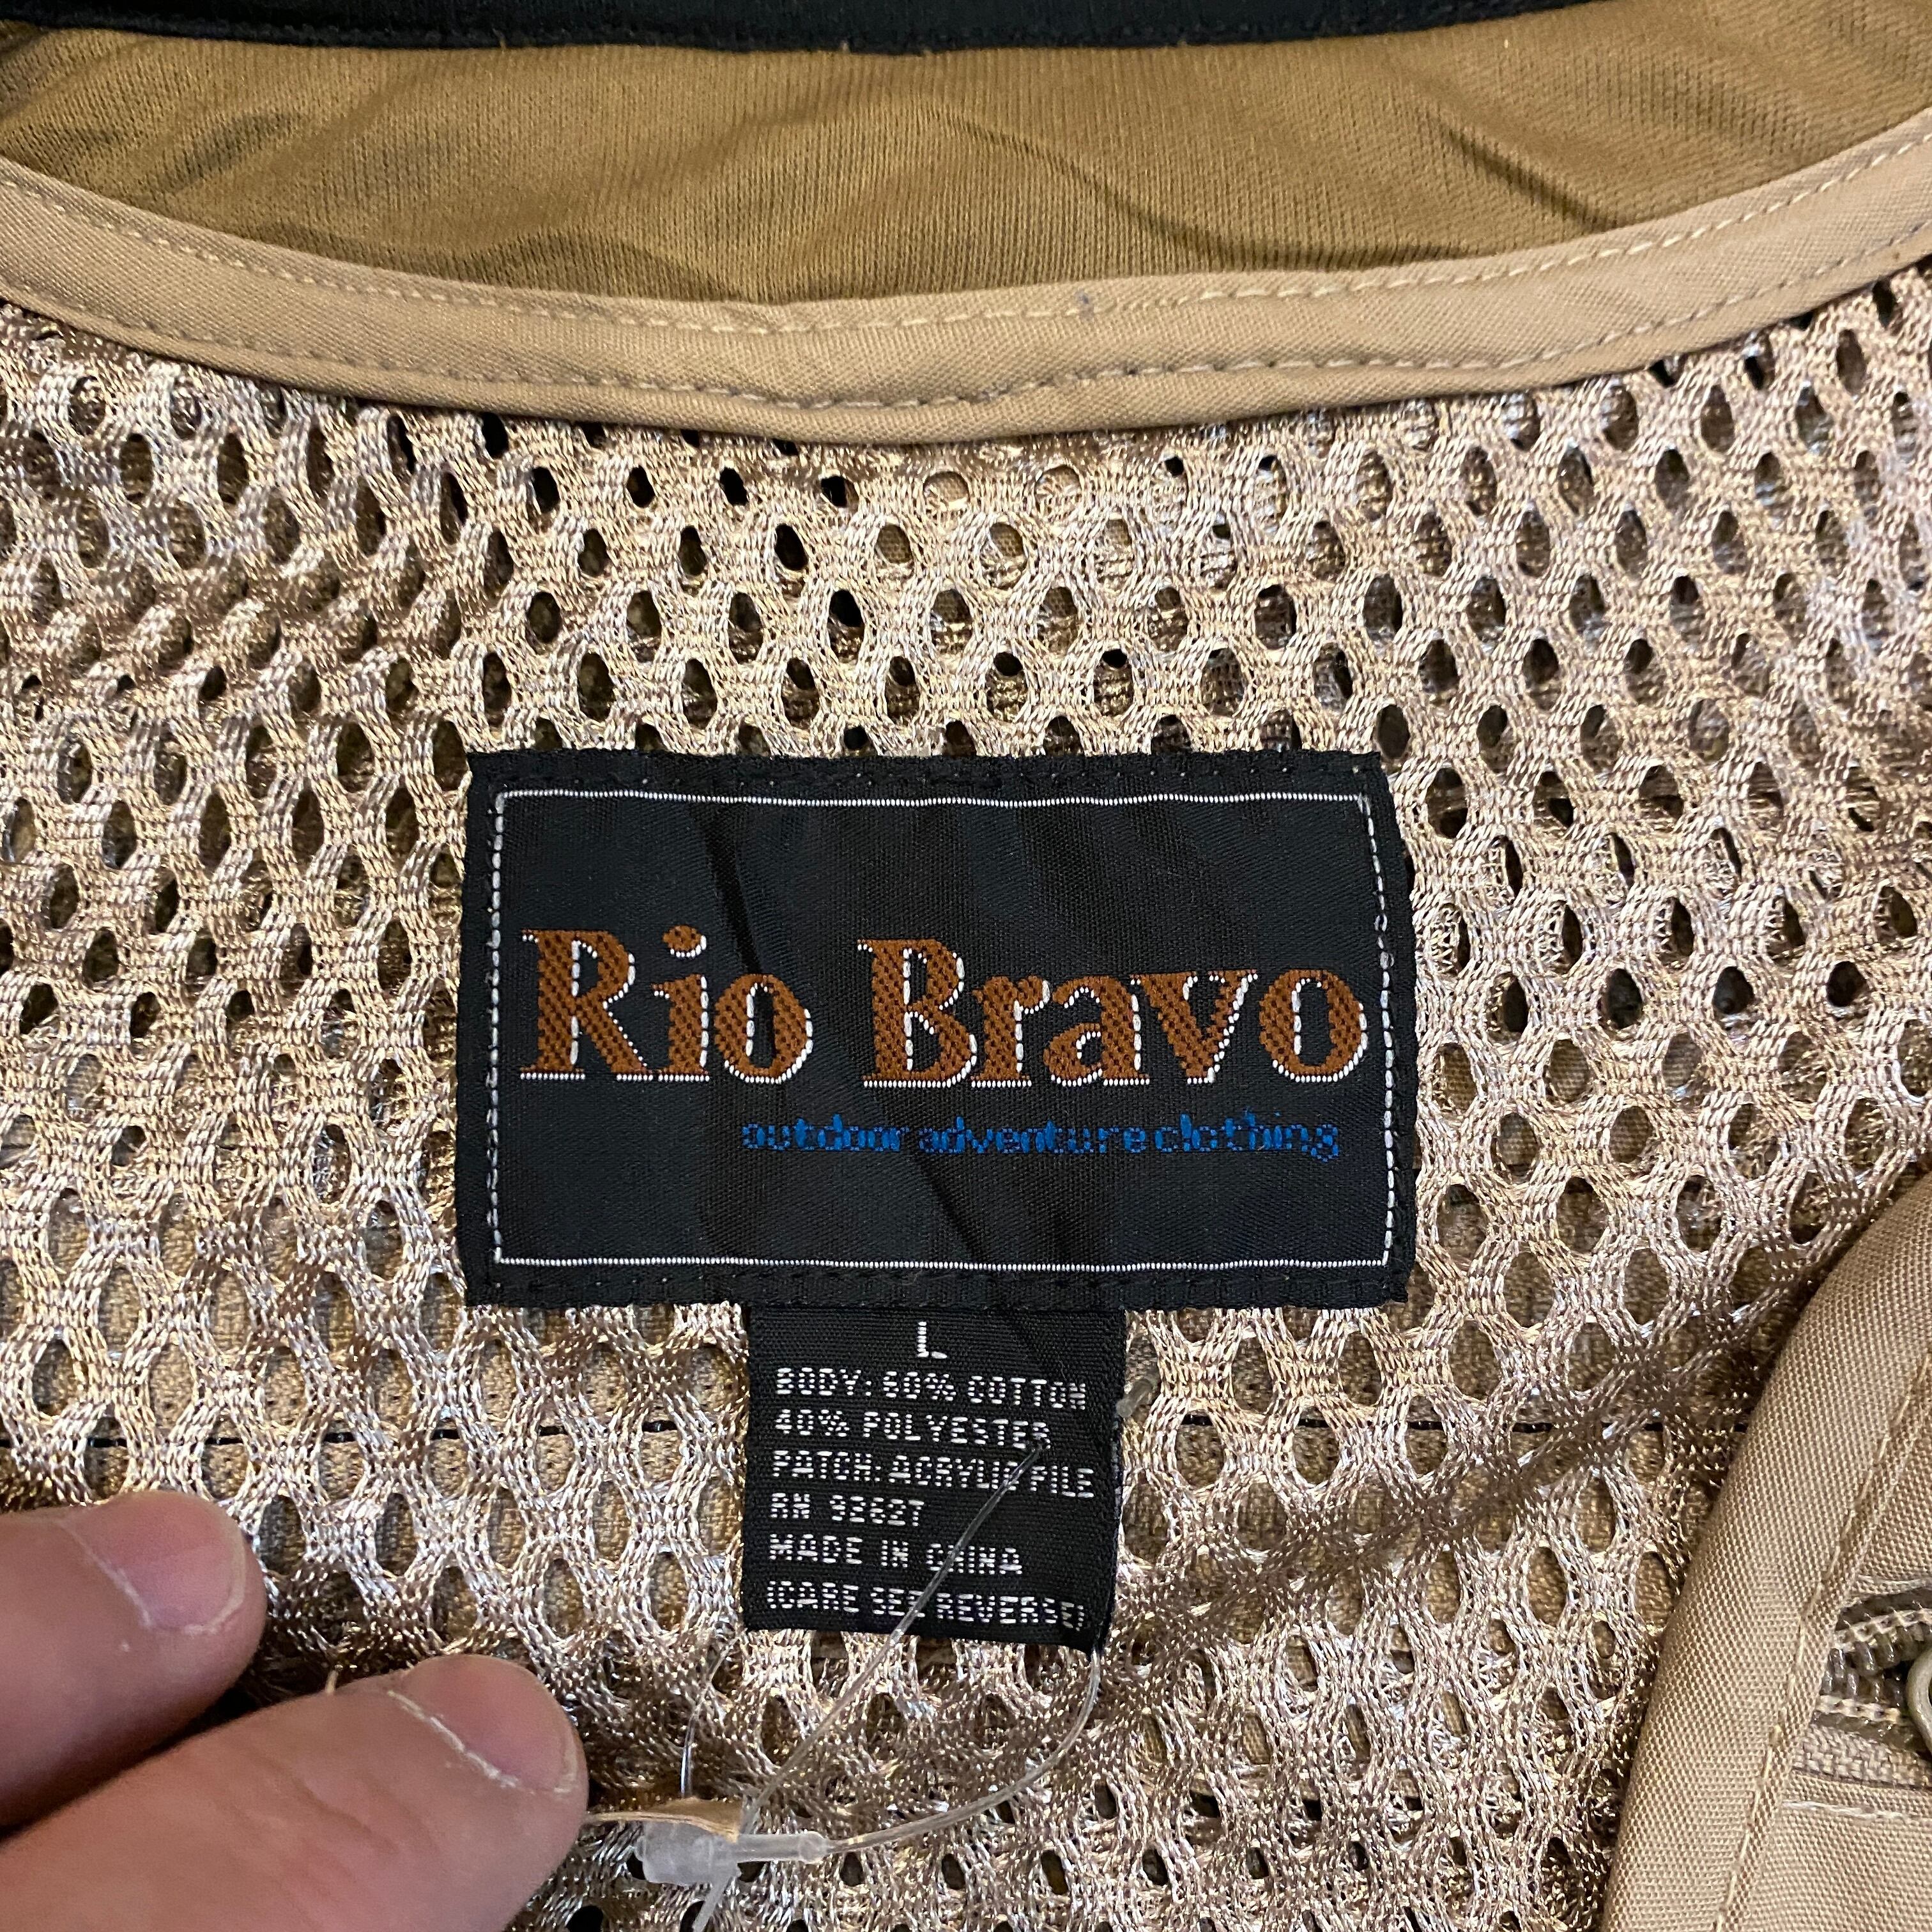 Rio Bravo
outdoor adventure clothing
L
BODY: 60% COTTON
40% POLYESTER
PATCH: ACRYLIC PILE
RN 92627
MADE IN CHINA
(CARE SEE REVERSE)